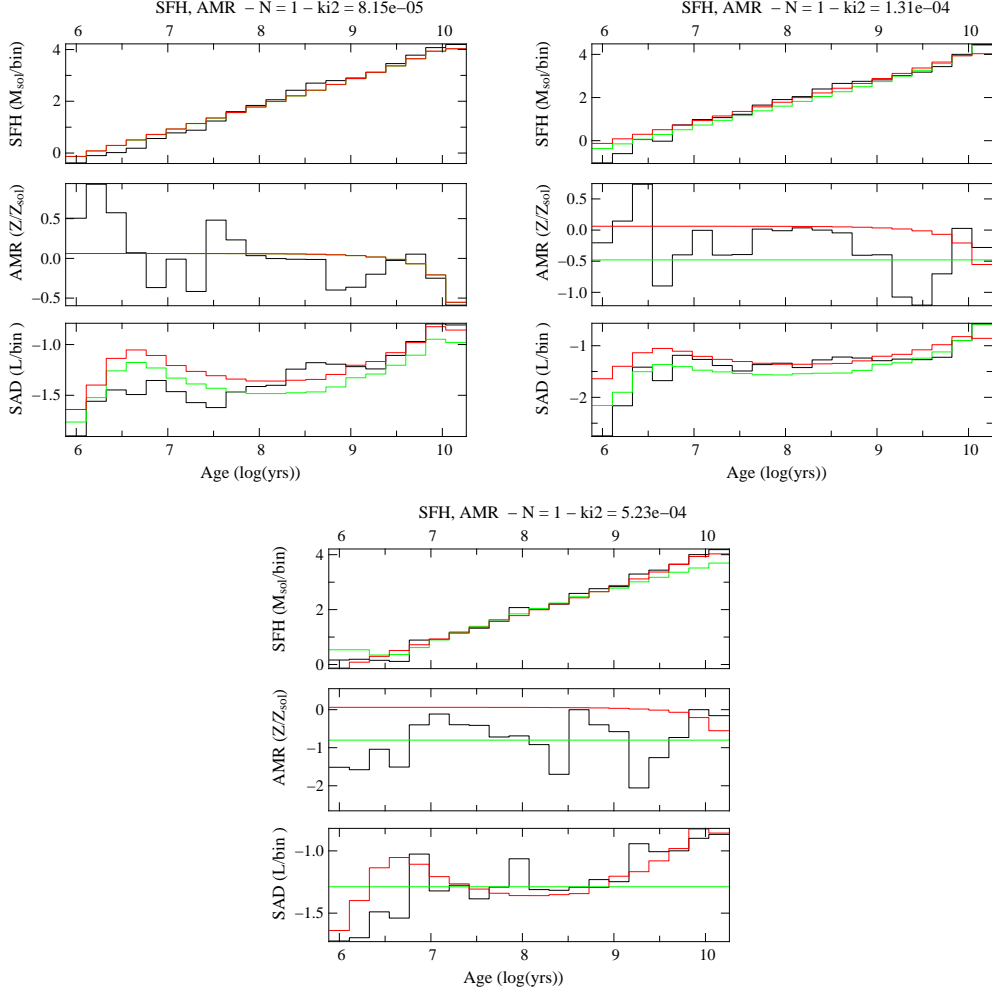 SFH, AMR − N = 1 − ki2 = 8.15e−05
6 7 8 9 10
SFH (Msol/bin)
4
2
0
AMR (Z/Zsol)
0.5
0.0
−0.5
SAD (L/bin )
−1.0
−1.5
6 7 8 9 10
Age (log(yrs))
SFH, AMR − N = 1 − ki2 = 1.31e−04
6 7 8 9 10
SFH (Msol/bin)
4
2
0
AMR (Z/Zsol)
0.5
0.0
−0.5
−1.0
SAD (L/bin )
−1
−2
6 7 8 9 10
Age (log(yrs))
SFH, AMR − N = 1 − ki2 = 5.23e−04
6 7 8 9 10
SFH (Msol/bin)
4
2
0
AMR (Z/Zsol)
0
−1
−2
SAD (L/bin )
−1.0
−1.5
6 7 8 9 10
Age (log(yrs))